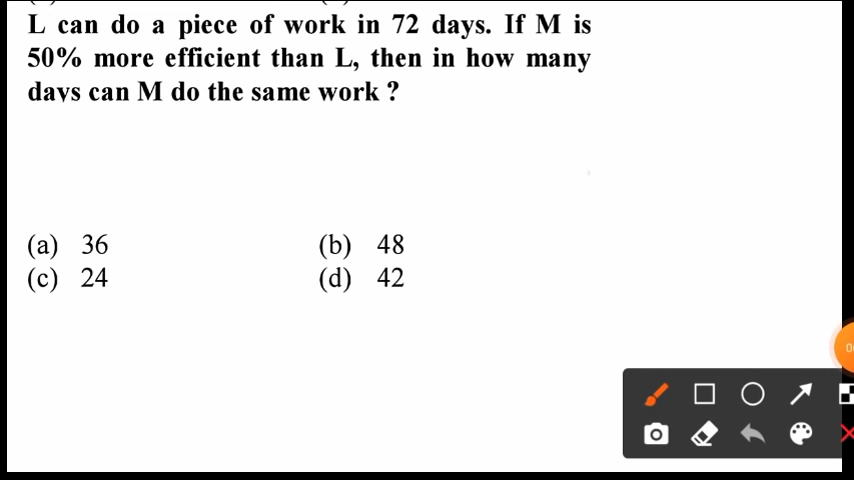 L can do a piece of work in 72 days. If M is
50% more efficient than L, then in how many
days can M do the same work ?
(a) 36 (b) 48
(c) 24 (d) 42